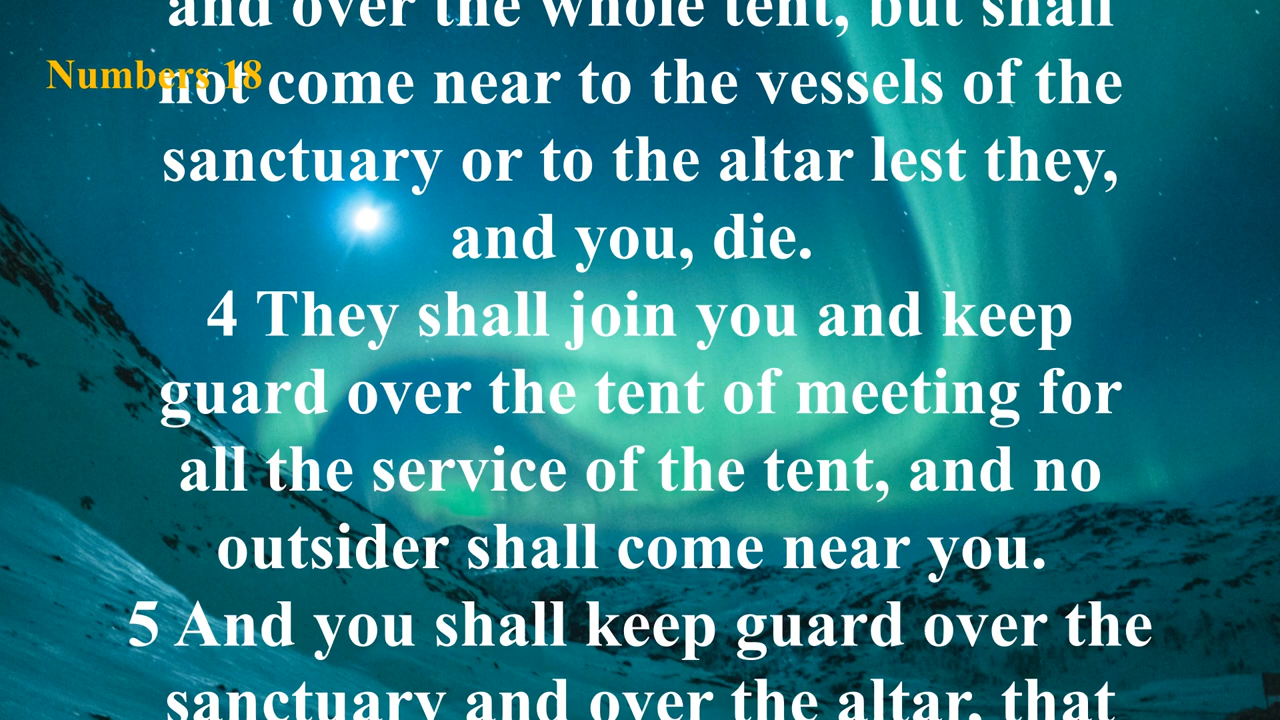 and over the whole tent, but shall
Numbers 18
not come near to the vessels of the
sanctuary or to the altar lest they,
and you, die.
4 They shall join you and keep
guard over the tent of meeting for
all the service of the tent, and no
outsider shall come near you.
5 And you shall keep guard over the
sanctuary and over the altar, that